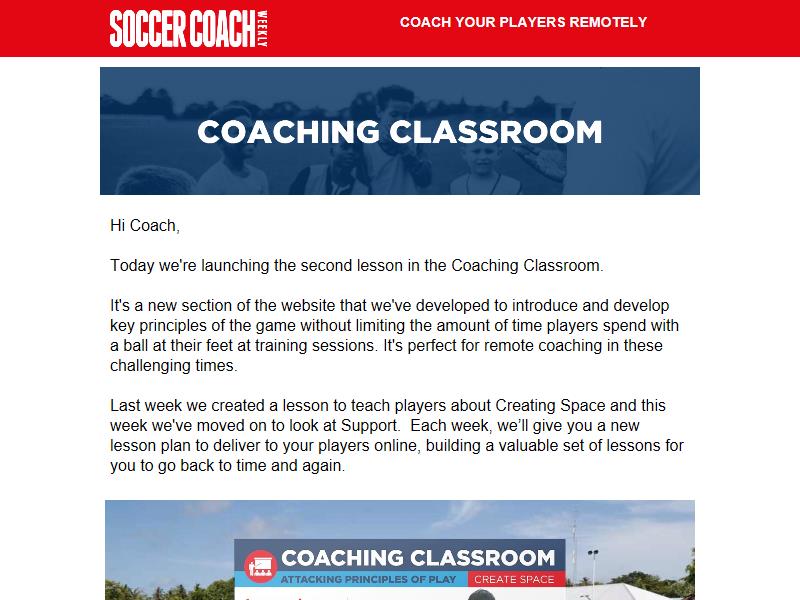 SOCCER COACH WEEKLY
COACH YOUR PLAYERS REMOTELY
COACHING CLASSROOM
Hi Coach,
Today we're launching the second lesson in the Coaching Classroom.
It's a new section of the website that we've developed to introduce and develop
key principles of the game without limiting the amount of time players spend with
a ball at their feet at training sessions. It's perfect for remote coaching in these
challenging times.
Last week we created a lesson to teach players about Creating Space and this
week we've moved on to look at Support.  Each week, we’ll give you a new
lesson plan to deliver to your players online, building a valuable set of lessons for
you to go back to time and again.
COACHING CLASSROOM
ATTACKING PRINCIPLES OF PLAY CREATE SPACE